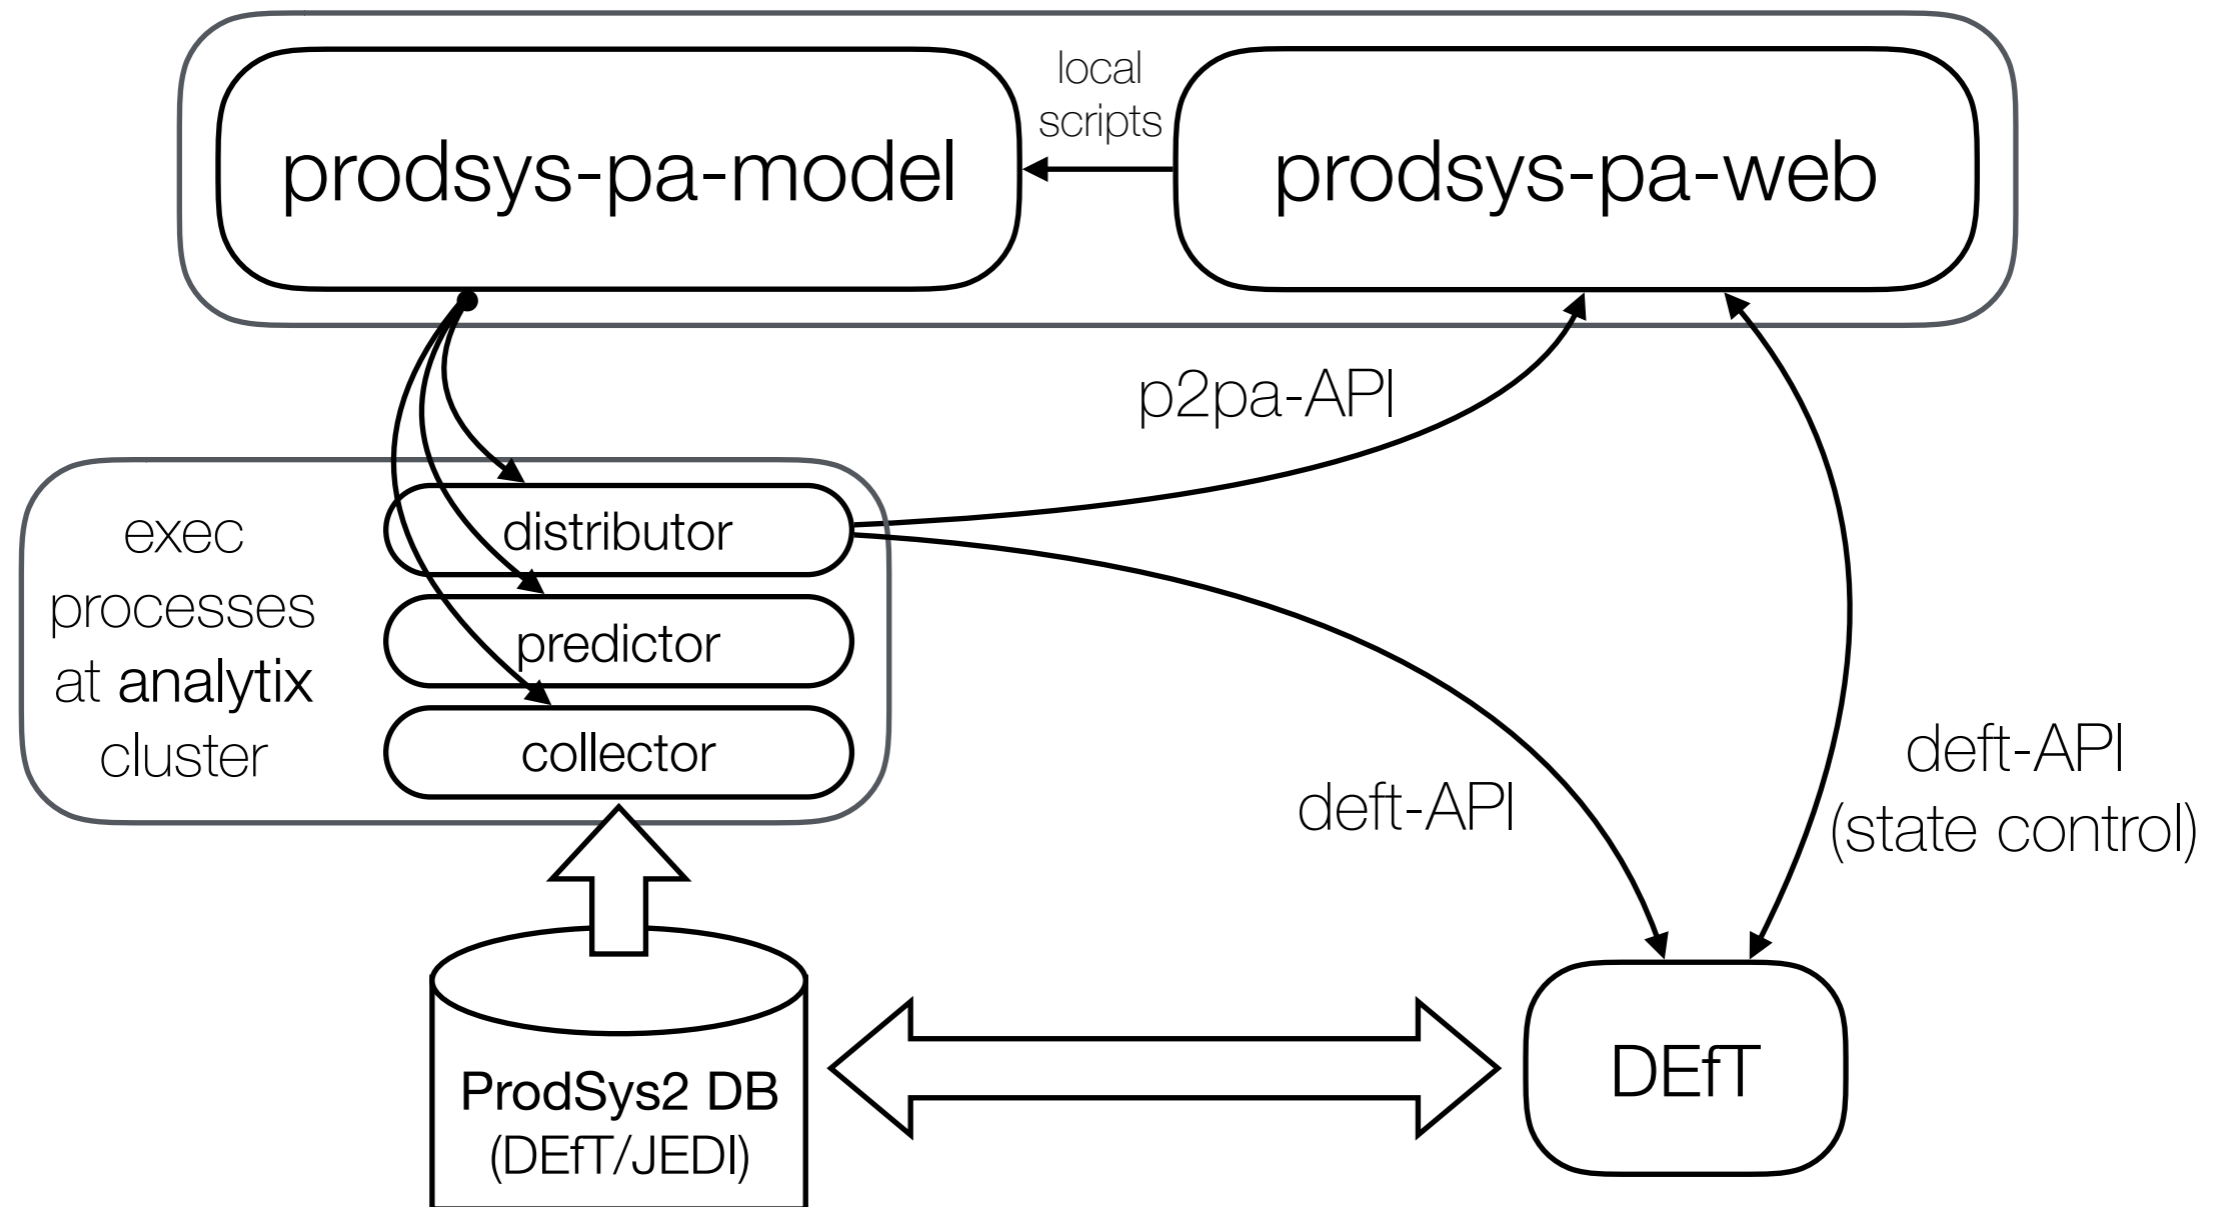 local
scripts
prodsys-pa-model
prodsys-pa-web
p2pa-API
exec
processes
at analytix
cluster
distributor
predictor
collector
deft-API
deft-API
(state control)
ProdSys2 DB
(DEfT/JEDI)
DEfT